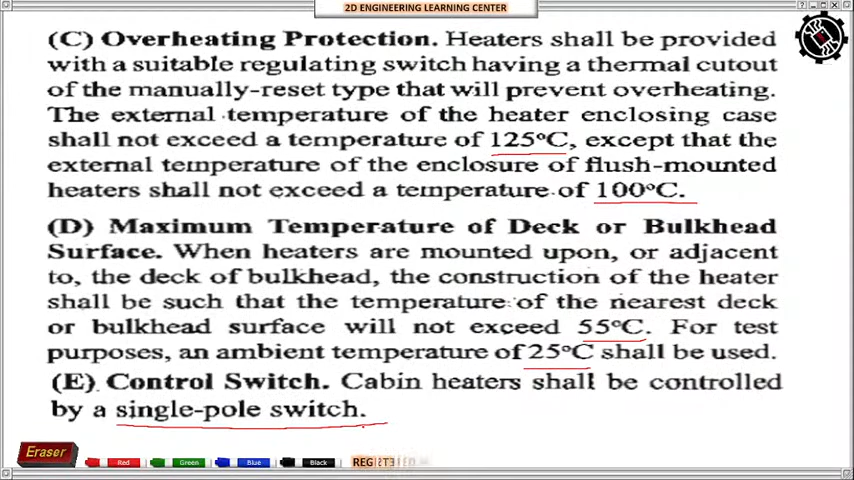 2D ENGINEERING LEARNING CENTER
(C) Overheating Protection. Heaters shall be provided
with a suitable regulating switch having a thermal cutout
of the manually-reset type that will prevent overheating.
The external temperature of the heater enclosing case
shall not exceed a temperature of 125°C, except that the
external temperature of the enclosure of flush-mounted
heaters shall not exceed a temperature of 100°C.
(D) Maximum Temperature of Deck or Bulkhead
Surface. When heaters are mounted upon, or adjacent
to, the deck of bulkhead, the construction of the heater
shall be such that the temperature of the nearest deck
or bulkhead surface will not exceed 55°C. For test
purposes, an ambient temperature of 25°C shall be used.
(E) Control Switch. Cabin heaters shall be controlled
by a single-pole switch.
Eraser
Red
Green
Blue
Black